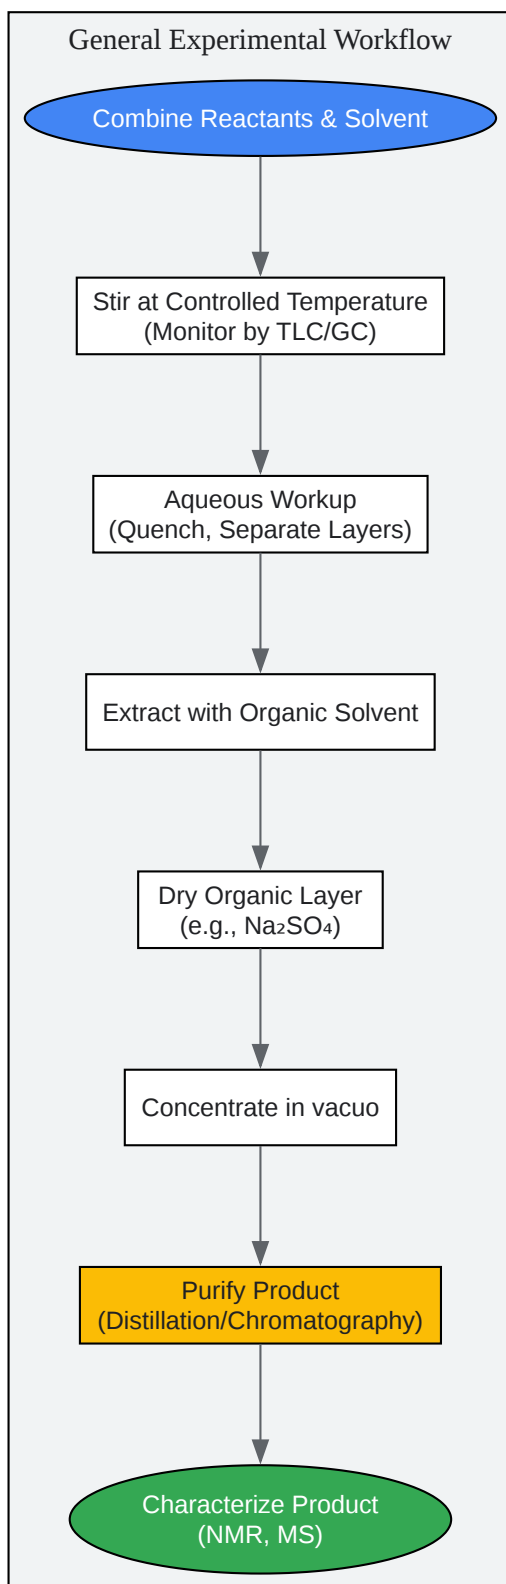 General Experimental Workflow
Combine Reactants & Solvent
Stir at Controlled Temperature
(Monitor by TLC/GC)
Aqueous Workup
(Quench, Separate Layers)
Extract with Organic Solvent
Dry Organic Layer
(e.g., Na₂SO₄)
Concentrate in vacuo
Purify Product
(Distillation/Chromatography)
Characterize Product
(NMR, MS)